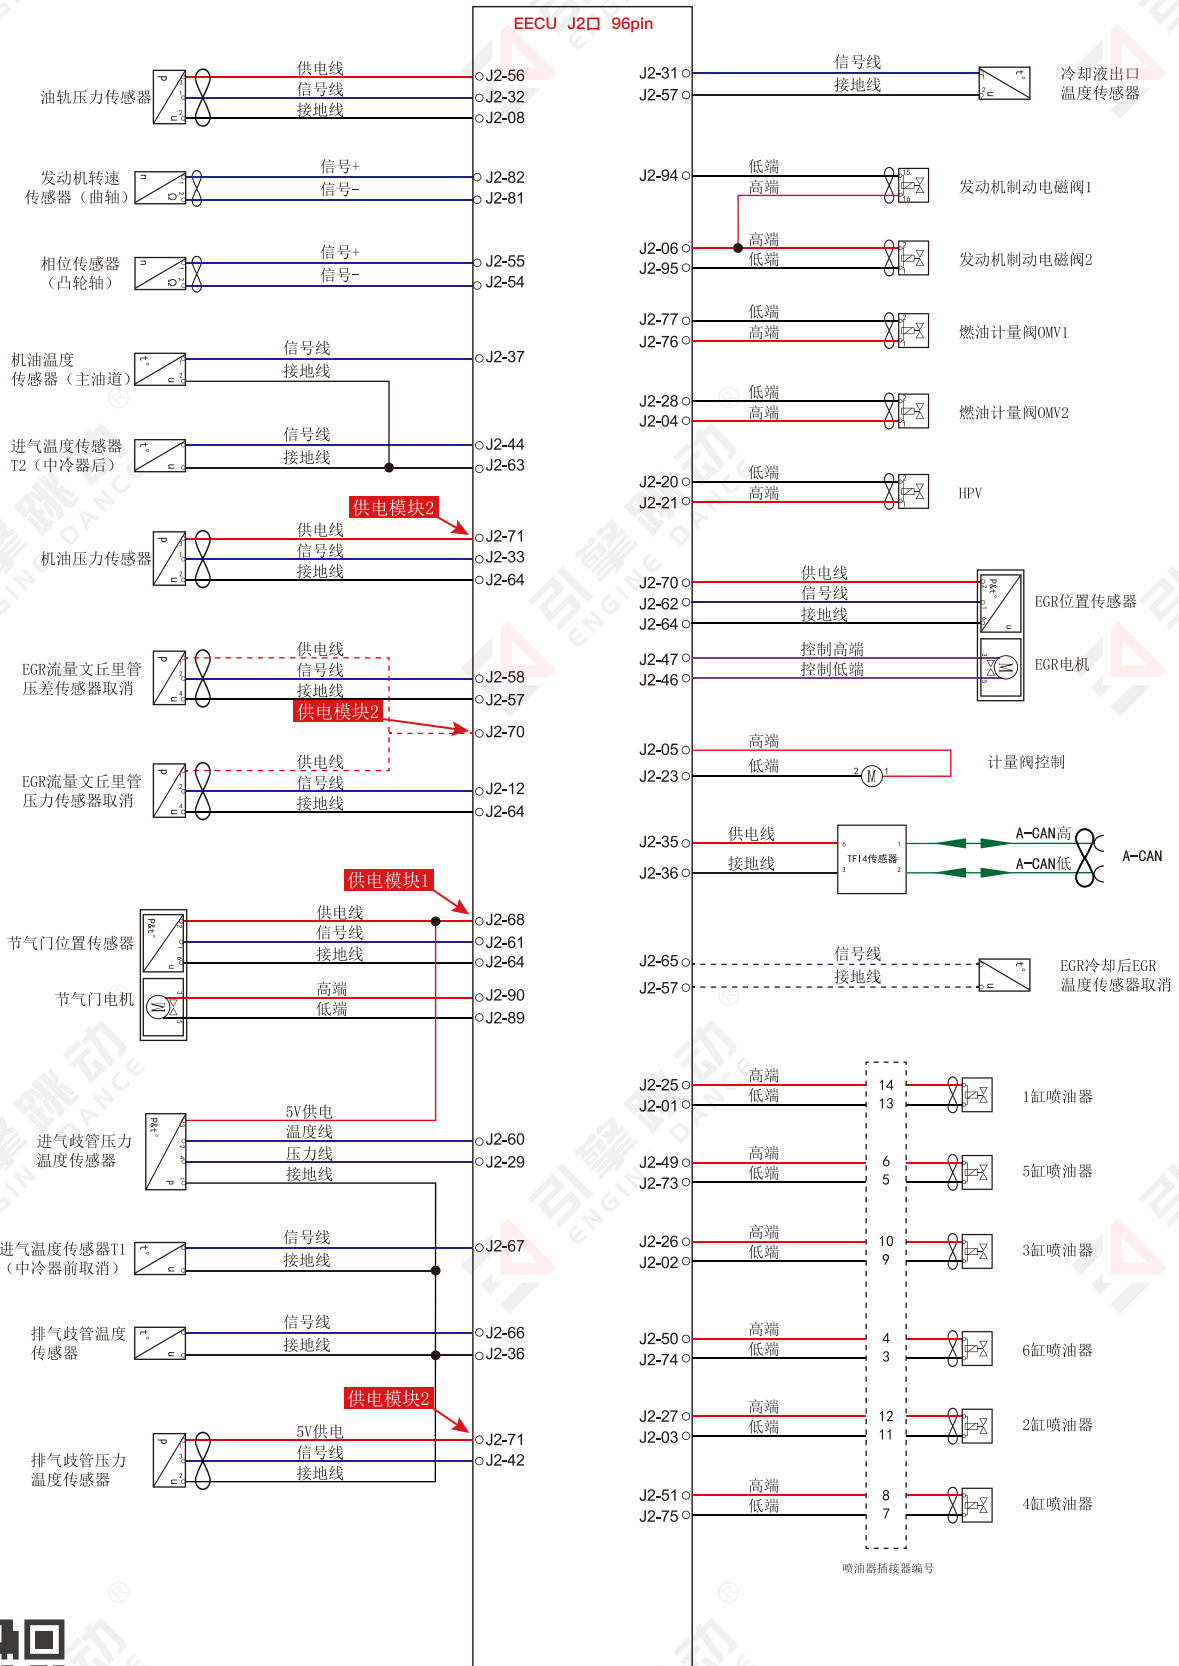 EECU J2口 96pin
油轨压力传感器
供电线 J2-56
信号线 J2-32
接地线 J2-08
发动机转速
传感器（曲轴）
信号+ J2-82
信号- J2-81
相位传感器
（凸轮轴）
信号+ J2-55
信号- J2-54
机油温度
传感器（主油道）
信号线 J2-37
接地线
进气温度传感器
T2（中冷器后）
信号线 J2-44
接地线 J2-63
供电模块2
机油压力传感器
供电线 J2-71
信号线 J2-33
接地线 J2-64
EGR流量文丘里管
压差传感器取消
供电线
信号线 J2-58
接地线 J2-57
供电模块2
J2-70
EGR流量文丘里管
压力传感器取消
供电线
信号线 J2-12
接地线 J2-64
供电模块1
节气门位置传感器
供电线 J2-68
信号线 J2-61
接地线 J2-64
节气门电机
高端 J2-90
低端 J2-89
进气歧管压力
温度传感器
5V供电
温度线 J2-60
压力线 J2-29
接地线
进气温度传感器T1
（中冷器前取消）
信号线 J2-67
接地线
排气歧管温度
传感器
信号线 J2-66
接地线 J2-36
供电模块2
排气歧管压力
温度传感器
5V供电 J2-71
信号线 J2-42
接地线
J2-31 信号线
J2-57 接地线
冷却液出口
温度传感器
J2-94 低端 15
高端 16
发动机制动电磁阀1
J2-06 高端 2
J2-95 低端 1
发动机制动电磁阀2
J2-77 低端 2
J2-76 高端 1
燃油计量阀OMV1
J2-28 低端 2
J2-04 高端 1
燃油计量阀OMV2
J2-20 低端 2
J2-21 高端 1
HPV
J2-70 供电线
J2-62 信号线
J2-64 接地线
EGR位置传感器
J2-47 控制高端
J2-46 控制低端
EGR电机
J2-05 高端
J2-23 低端 2 M 1
计量阀控制
J2-35 供电线 6
J2-36 接地线 3
TFI4传感器
1 A-CAN高
2 A-CAN低
A-CAN
J2-65 信号线
J2-57 接地线
EGR冷却后EGR
温度传感器取消
J2-25 高端 14
J2-01 低端 13
1缸喷油器
J2-49 高端 6
J2-73 低端 5
5缸喷油器
J2-26 高端 10
J2-02 低端 9
3缸喷油器
J2-50 高端 4
J2-74 低端 3
6缸喷油器
J2-27 高端 12
J2-03 低端 11
2缸喷油器
J2-51 高端 8
J2-75 低端 7
4缸喷油器
喷油器插接器编号
引擎跳动
ENGINE DANCE